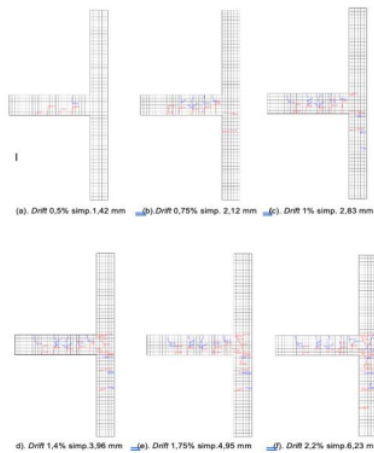 (a). Drift 0,5% simp.1,42 mm
(b). Drift 0,75% simp. 2,12 mm
(c). Drift 1% simp. 2,83 mm
d). Drift 1,4% simp.3,96 mm
(e). Drift 1,75% simp.4,95 mm
(f). Drift 2,2% simp.6,23 m